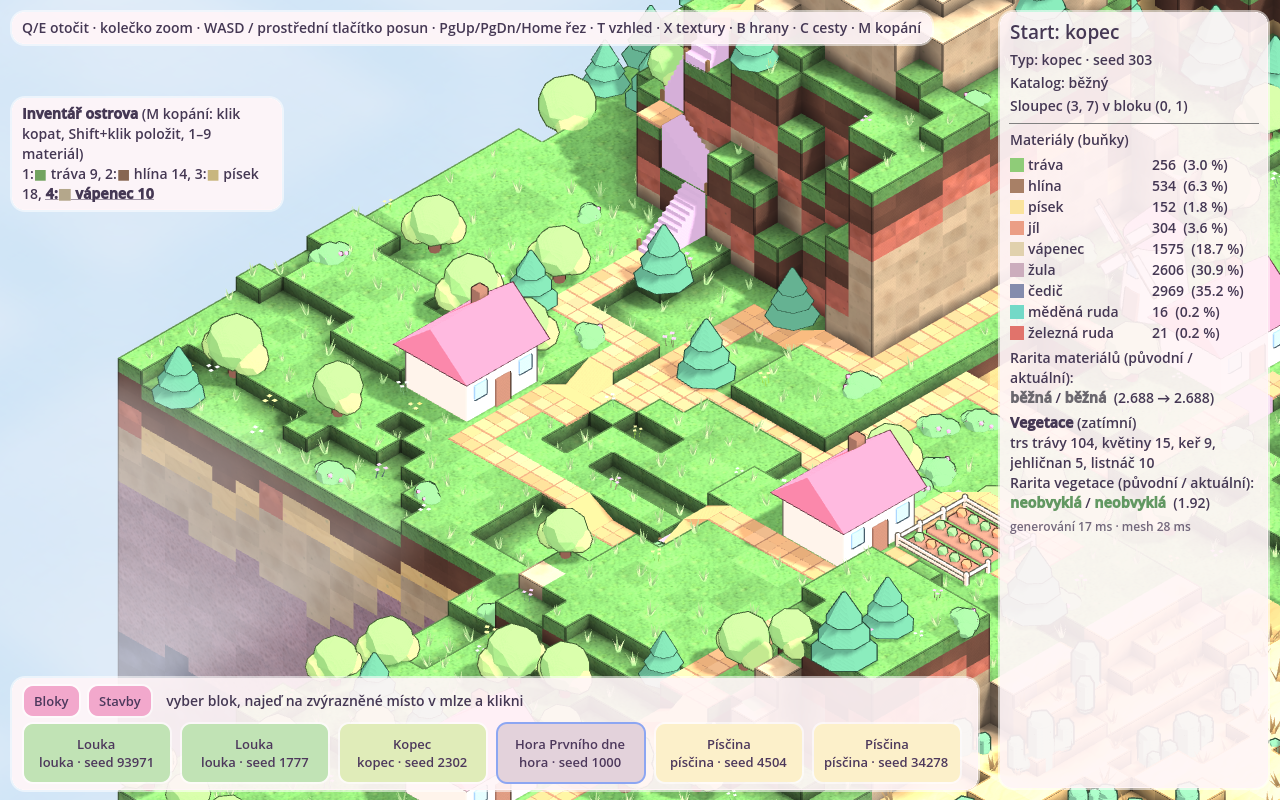 Q/E otočit · kolečko zoom · WASD / prostřední tlačítko posun · PgUp/PgDn/Home řez · T vzhled · X textury · B hrany · C cesty · M kopání
Inventář ostrova (M kopání: klik
kopat, Shift+klik položit, 1–9
materiál)
1: tráva 9, 2: hlína 14, 3: písek
18, 4: vápenec 10
Start: kopec
Typ: kopec · seed 303
Katalog: běžný
Sloupec (3, 7) v bloku (0, 1)
Materiály (buňky)
tráva 256 (3.0 %)
hlína 534 (6.3 %)
písek 152 (1.8 %)
jíl 304 (3.6 %)
vápenec 1575 (18.7 %)
žula 2606 (30.9 %)
čedič 2969 (35.2 %)
měděná ruda 16 (0.2 %)
železná ruda 21 (0.2 %)
Rarita materiálů (původní /
aktuální):
běžná / běžná (2.688 → 2.688)
Vegetace (zatímní)
trs trávy 104, květiny 15, keř 9,
jehličnan 5, listnáč 10
Rarita vegetace (původní / aktuální):
neobvyklá / neobvyklá (1.92)
generování 17 ms · mesh 28 ms
Bloky Stavby vyber blok, najeď na zvýrazněné místo v mlze a klikni
Louka
louka · seed 93971
Louka
louka · seed 1777
Kopec
kopec · seed 2302
Hora Prvního dne
hora · seed 1000
Písčina
písčina · seed 4504
Písčina
písčina · seed 34278